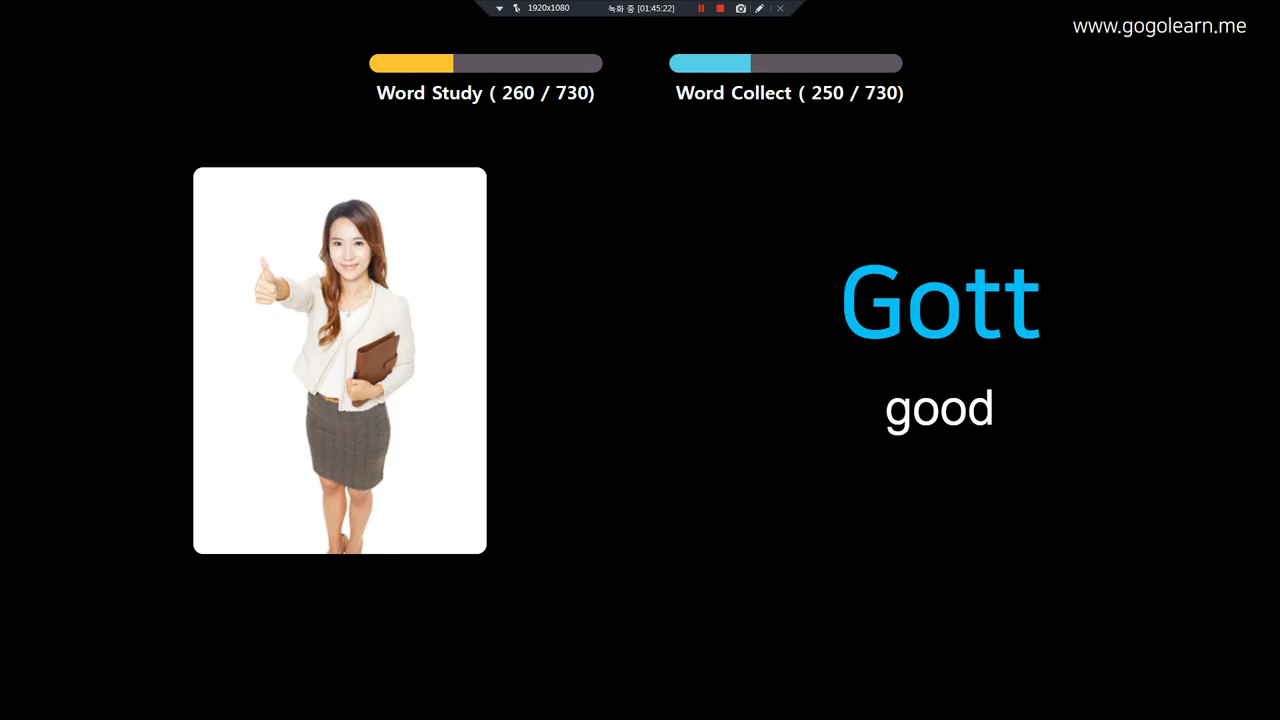 1920x1080 녹화 중 [01:45:22]
www.gogolearn.me
Word Study ( 260 / 730)
Word Collect ( 250 / 730)
Gott
good